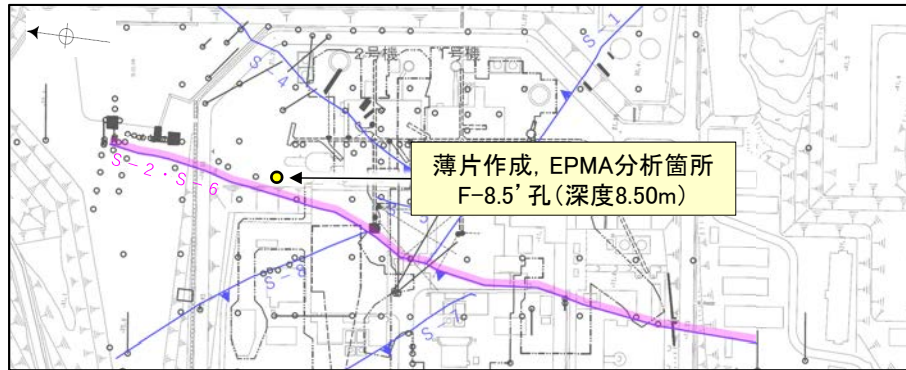 2号機
1号機
S-1
S-4
薄片作成, EPMA分析箇所
F-8.5’孔(深度8.50m)
S-2・S-6
S-8
S-7